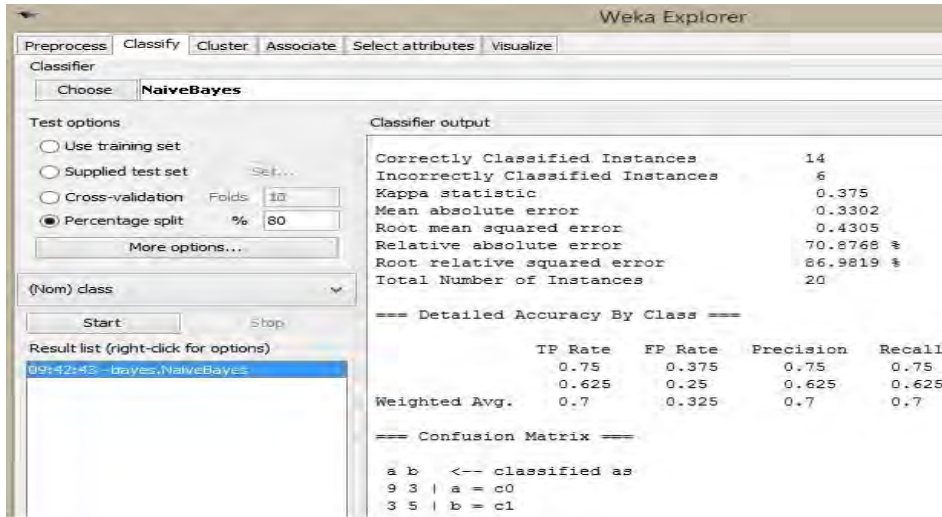 Weka Explorer
Preprocess Classify Cluster Associate Select attributes Visualize
Classifier
Choose NaiveBayes
Test options
Use training set
Supplied test set Set...
Cross-validation Folds 10
Percentage split % 80
More options...
(Nom) class
Start Stop
Result list (right-click for options)
09:42:43 - bayes.NaiveBayes
Classifier output
Correctly Classified Instances 14
Incorrectly Classified Instances 6
Kappa statistic 0.375
Mean absolute error 0.3302
Root mean squared error 0.4305
Relative absolute error 70.8768 %
Root relative squared error 86.9819 %
Total Number of Instances 20
=== Detailed Accuracy By Class ===
TP Rate FP Rate Precision Recall
0.75 0.375 0.75 0.75
0.625 0.25 0.625 0.625
Weighted Avg. 0.7 0.325 0.7 0.7
=== Confusion Matrix ===
a b <-- classified as
9 3 | a = c0
3 5 | b = c1